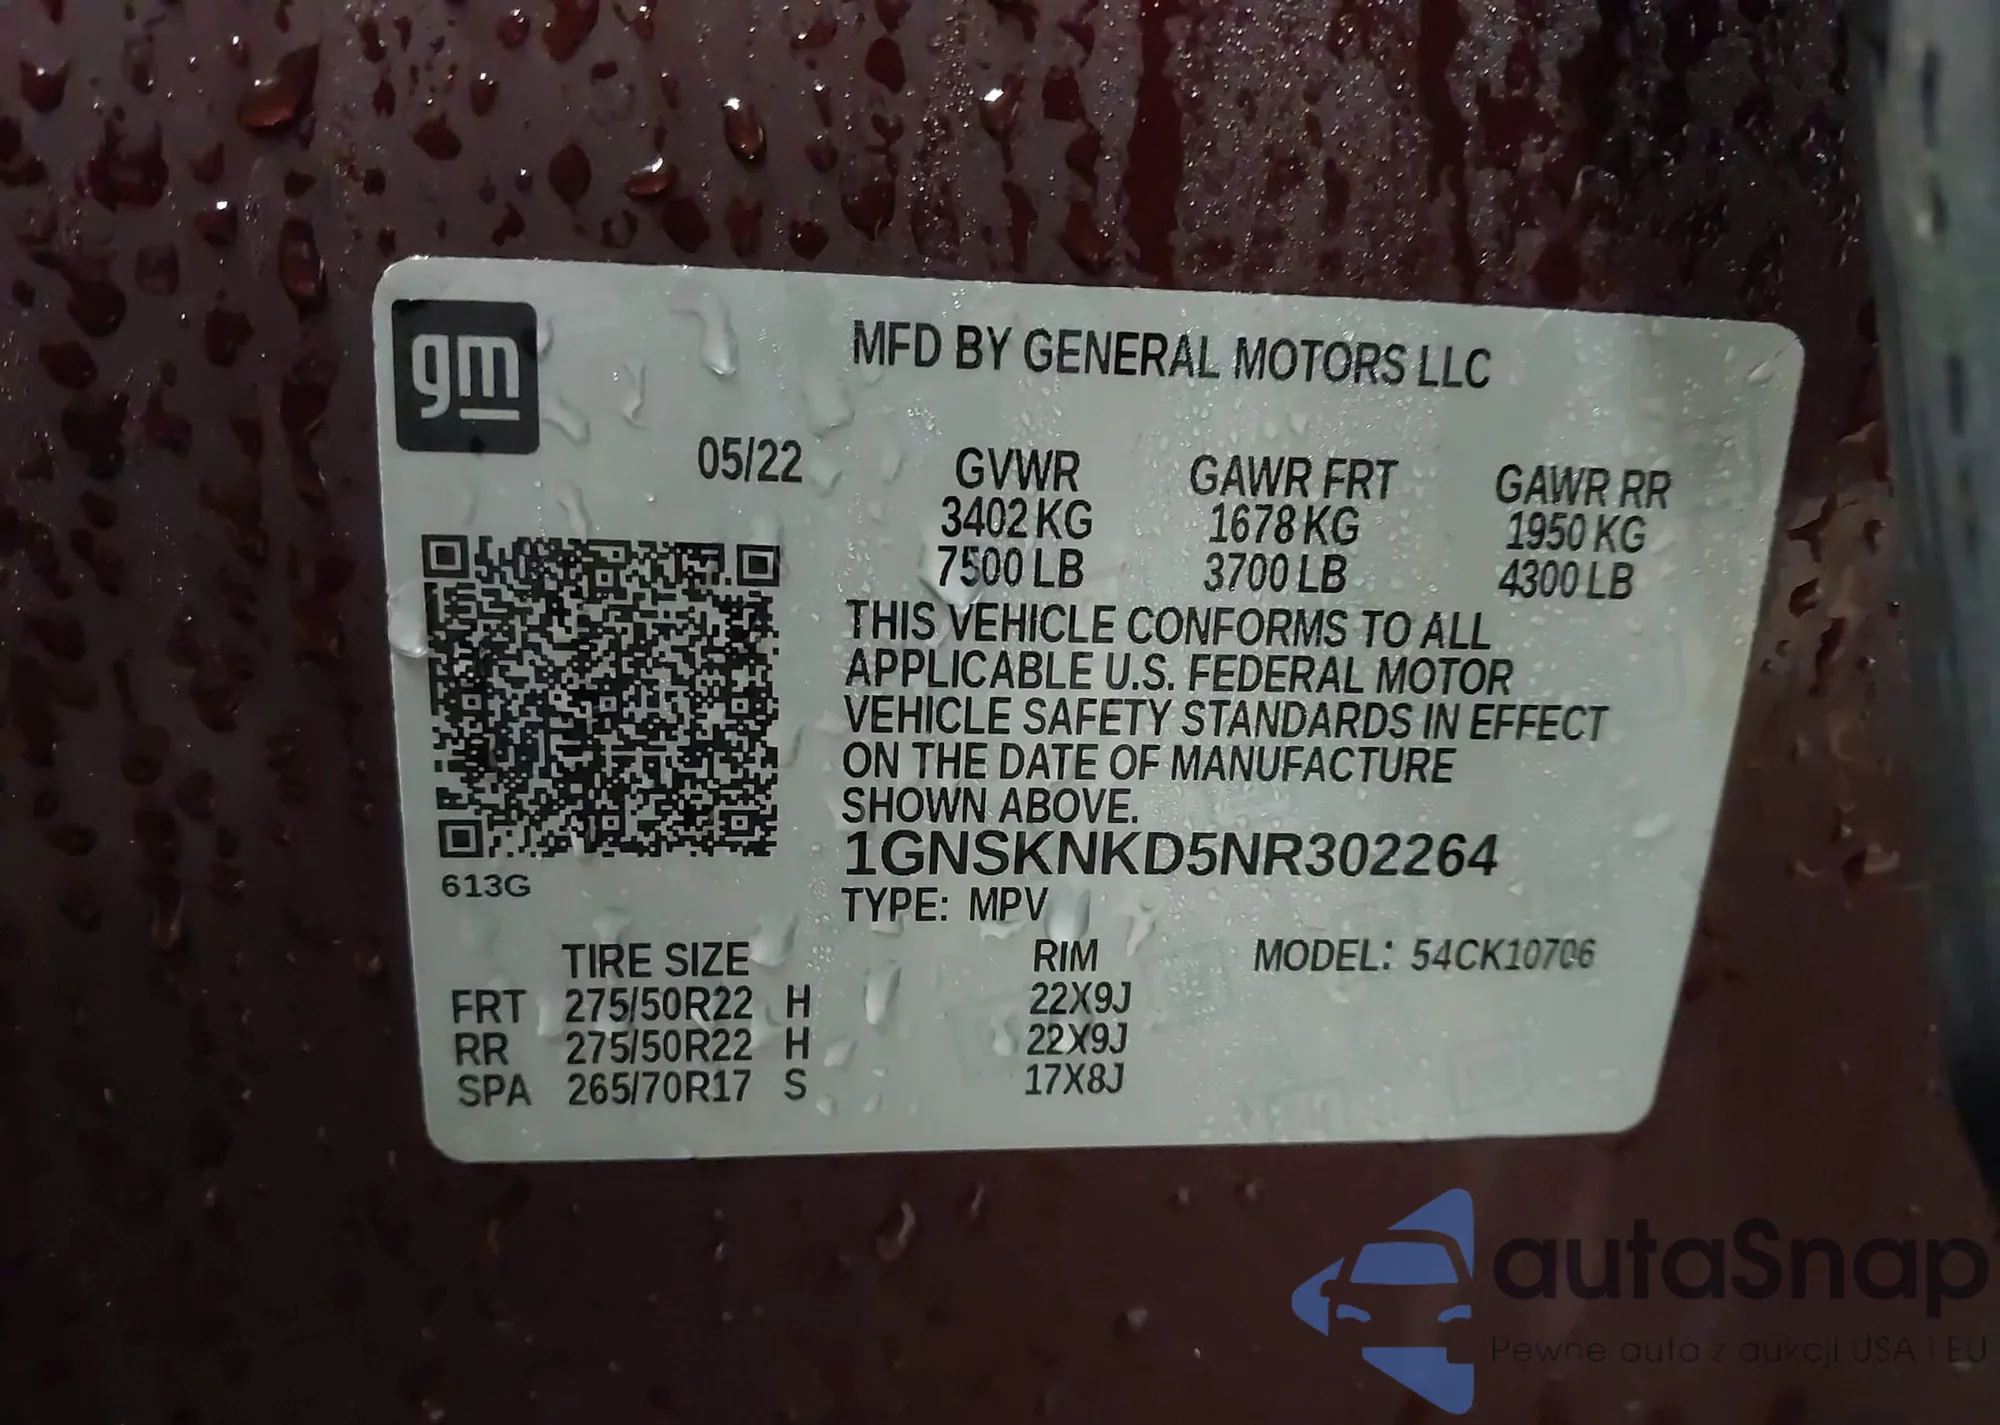 gm
MFD BY GENERAL MOTORS LLC
05/22
GVWR GAWR FRT GAWR RR
3402 KG 1678 KG 1950 KG
7500 LB 3700 LB 4300 LB
THIS VEHICLE CONFORMS TO ALL
APPLICABLE U.S. FEDERAL MOTOR
VEHICLE SAFETY STANDARDS IN EFFECT
ON THE DATE OF MANUFACTURE
SHOWN ABOVE.
1GNSKNKD5NR302264
613G
TYPE: MPV
TIRE SIZE RIM MODEL: 54CK10706
FRT 275/50R22 H 22X9J
RR 275/50R22 H 22X9J
SPA 265/70R17 S 17X8J
autaSnap
Pewne auta z aukcji USA i EU